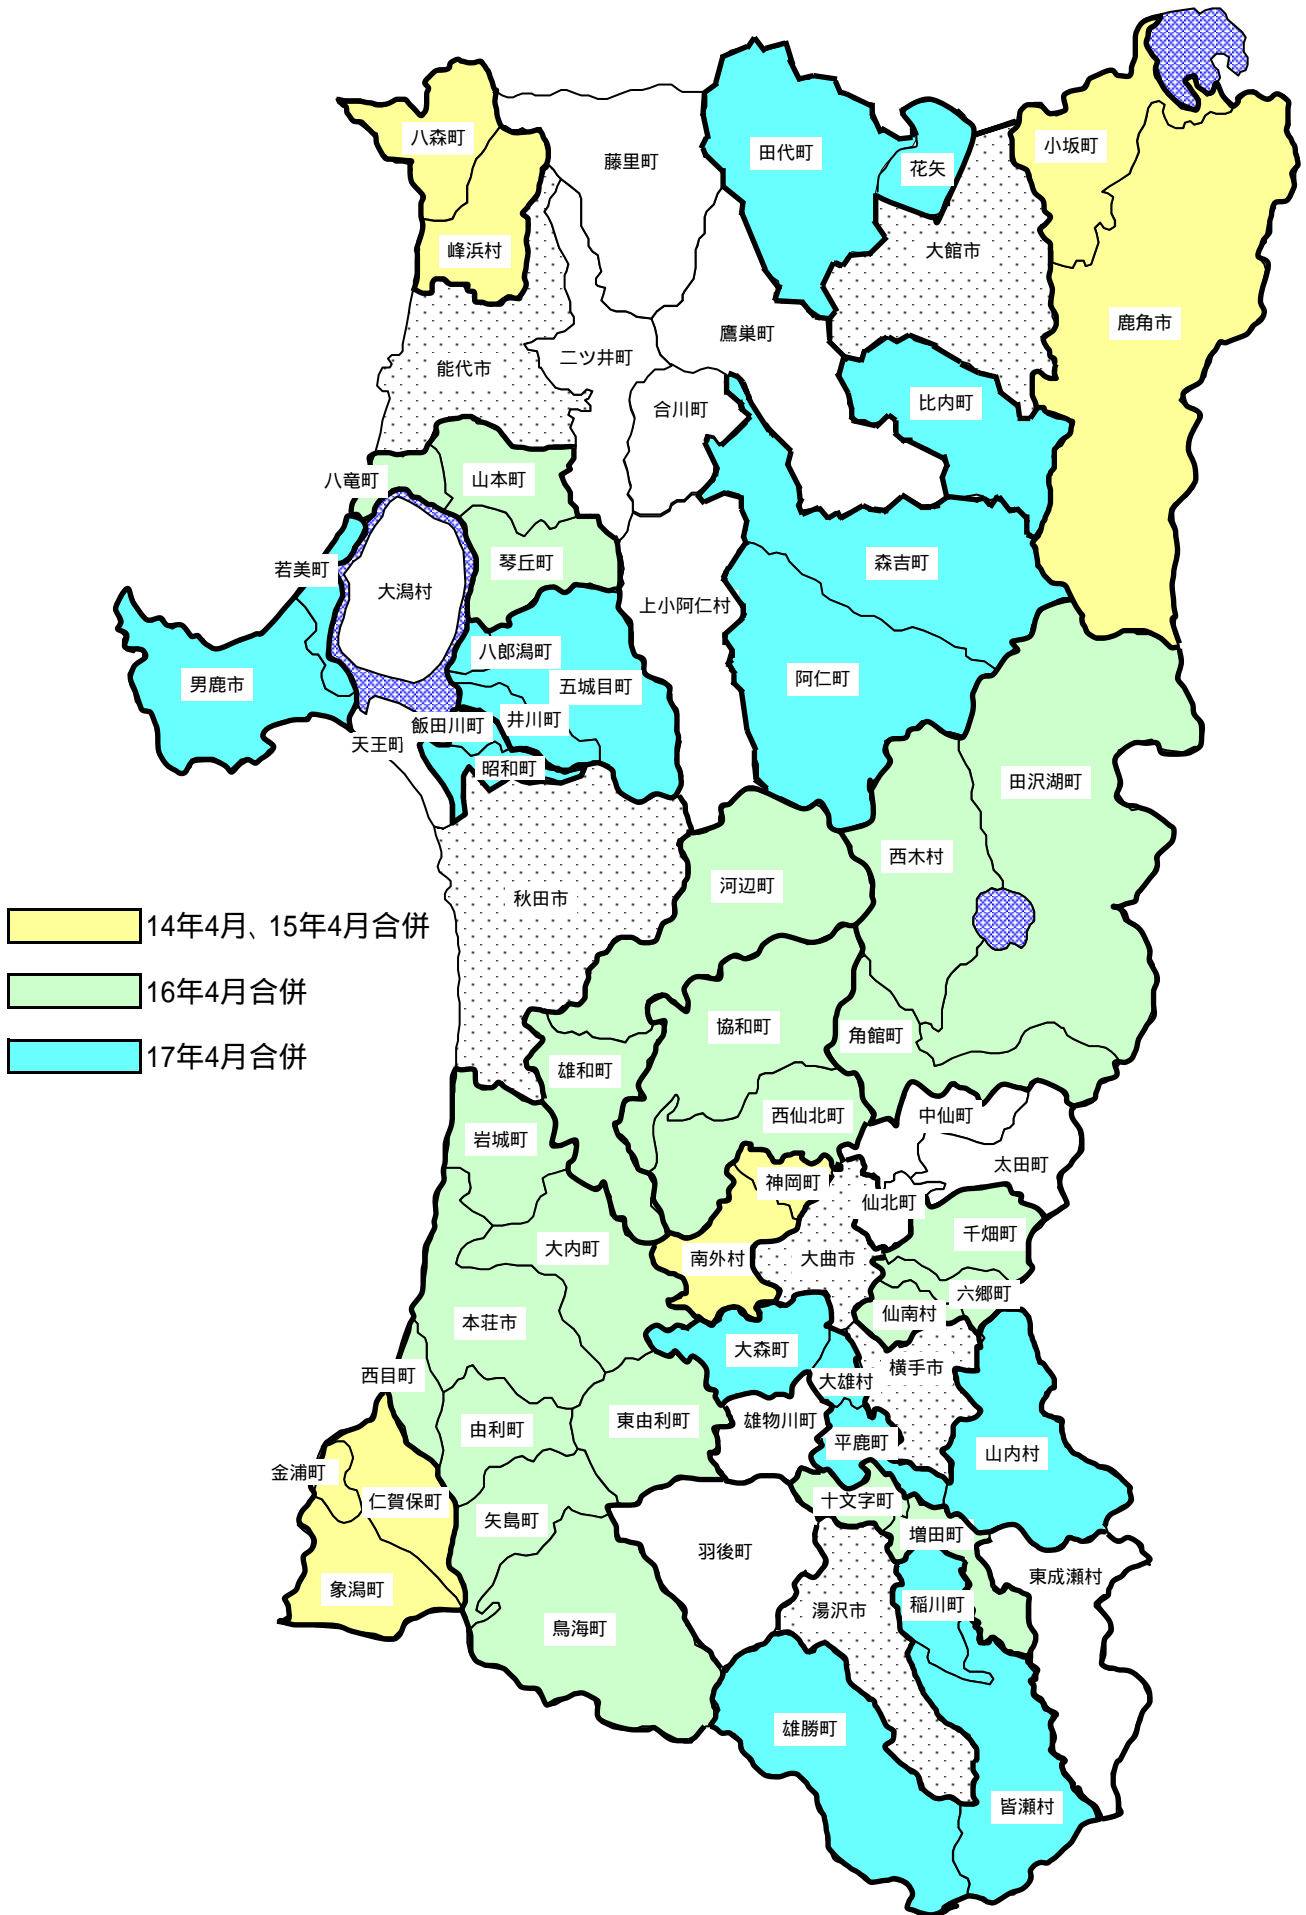 八森町
藤里町
田代町
花矢
小坂町
峰浜村
大館市
鹿角市
鷹巣町
二ツ井町
能代市
合川町
比内町
八竜町
山本町
琴丘町
森吉町
若美町
大潟村
上小阿仁村
八郎潟町
男鹿市
五城目町
阿仁町
飯田川町
井川町
天王町
昭和町
田沢湖町
西木村
河辺町
秋田市
14年4月、15年4月合併
16年4月合併
17年4月合併
協和町
角館町
雄和町
西仙北町
中仙町
岩城町
太田町
神岡町
仙北町
千畑町
大内町
南外村
大曲市
六郷町
仙南村
本荘市
大森町
横手市
西目町
大雄村
東由利町
雄物川町
由利町
平鹿町
山内村
金浦町
仁賀保町
十文字町
矢島町
増田町
羽後町
東成瀬村
象潟町
湯沢市
稲川町
鳥海町
雄勝町
皆瀬村